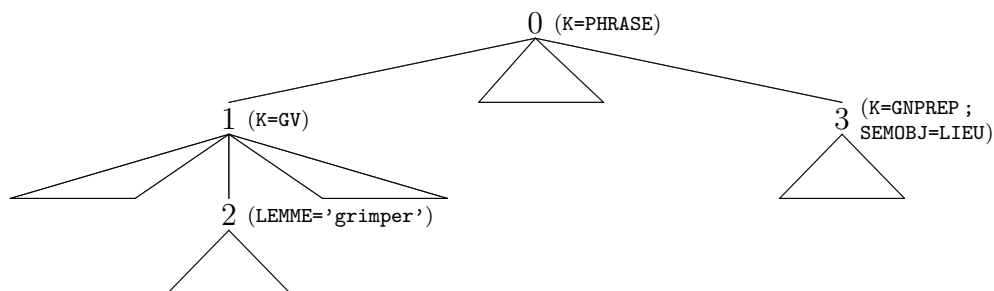 0 (K=PHRASE)
1 (K=GV)
3 (K=GNPREP ;
SEMOBJ=LIEU)
2 (LEMME='grimper')